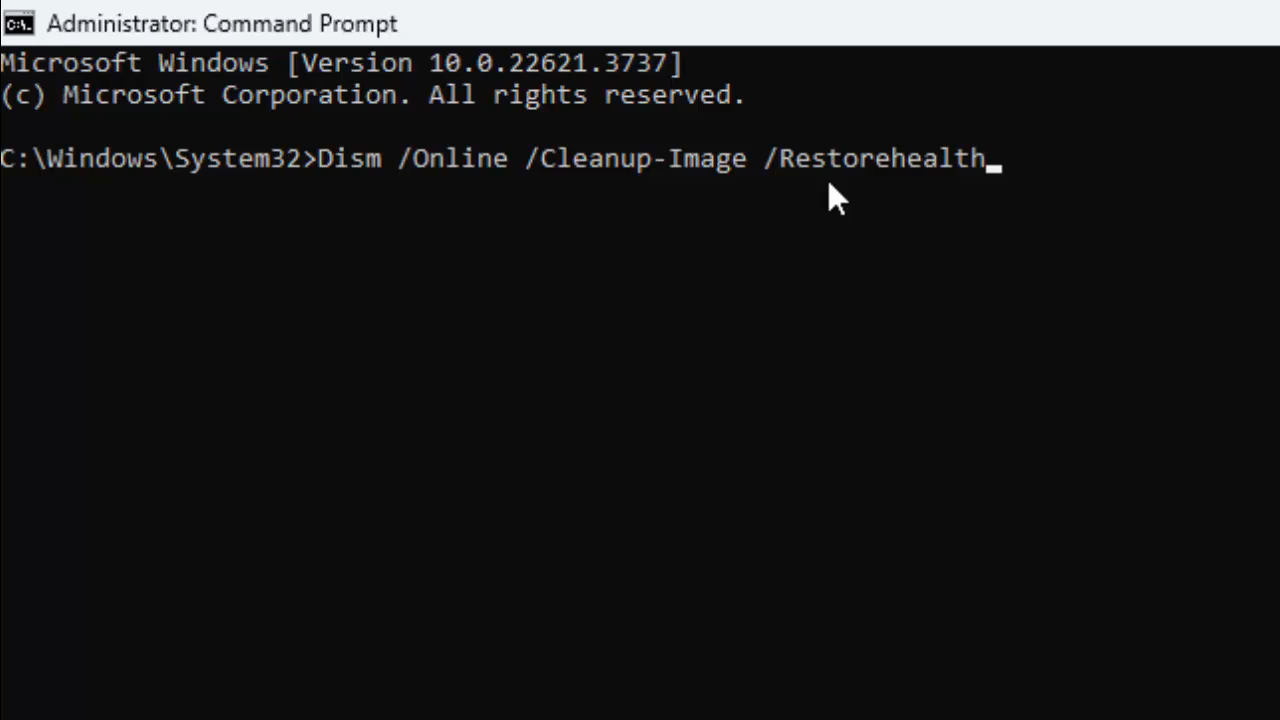 Administrator: Command Prompt
Microsoft Windows [Version 10.0.22621.3737]
(c) Microsoft Corporation. All rights reserved.
C:\Windows\System32>Dism /Online /Cleanup-Image /Restorehealth